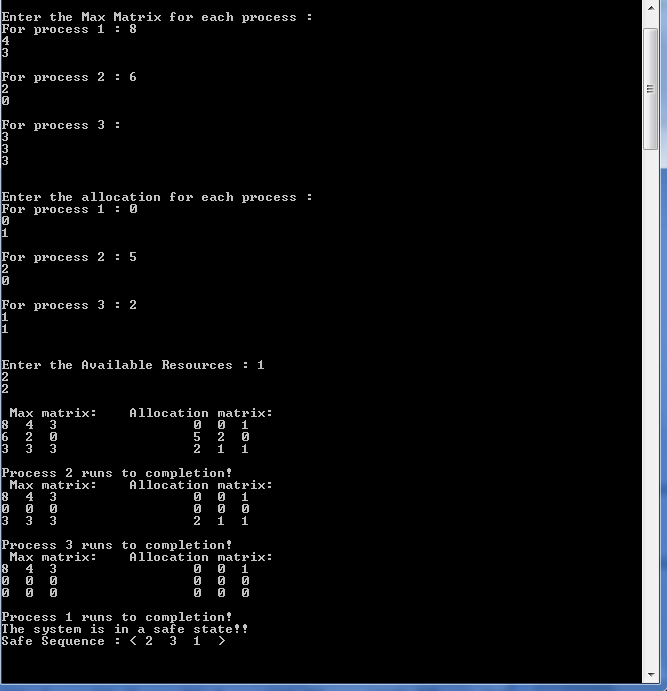 Enter the Max Matrix for each process :
For process 1 : 8
4
3
For process 2 : 6
2
0
For process 3 :
3
3
3
Enter the allocation for each process :
For process 1 : 0
0
1
For process 2 : 5
2
0
For process 3 : 2
1
1
Enter the Available Resources : 1
2
2
Max matrix: Allocation matrix:
8 4 3 0 0 1
6 2 0 5 2 0
3 3 3 2 1 1
Process 2 runs to completion!
Max matrix: Allocation matrix:
8 4 3 0 0 1
0 0 0 0 0 0
3 3 3 2 1 1
Process 3 runs to completion!
Max matrix: Allocation matrix:
8 4 3 0 0 1
0 0 0 0 0 0
0 0 0 0 0 0
Process 1 runs to completion!
The system is in a safe state!!
Safe Sequence : < 2 3 1 >